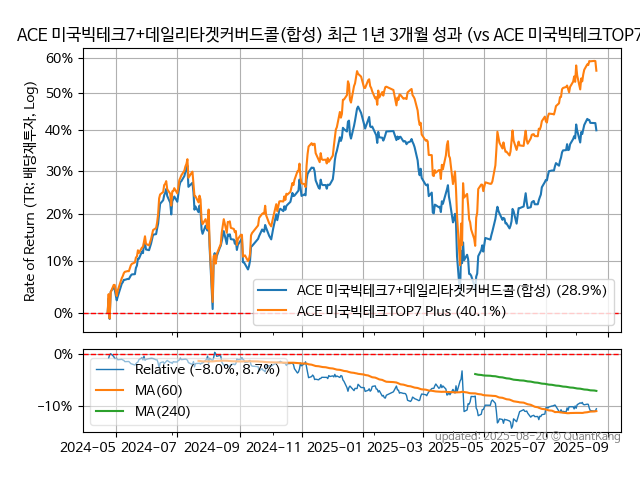 ACE 미국빅테크7+데일리타겟커버드콜(합성) 최근 1년 3개월 성과 (vs ACE 미국빅테크TOP7
Rate of Return (TR: 배당재투자, Log)
60%
50%
40%
30%
20%
10%
0%
ACE 미국빅테크7+데일리타겟커버드콜(합성) (28.9%)
ACE 미국빅테크TOP7 Plus (40.1%)
0%
−10%
Relative (−8.0%, 8.7%)
MA(60)
MA(240)
updated: 2025-08-20 © QuantKang
2024-05 2024-07 2024-09 2024-11 2025-01 2025-03 2025-05 2025-07 2025-09